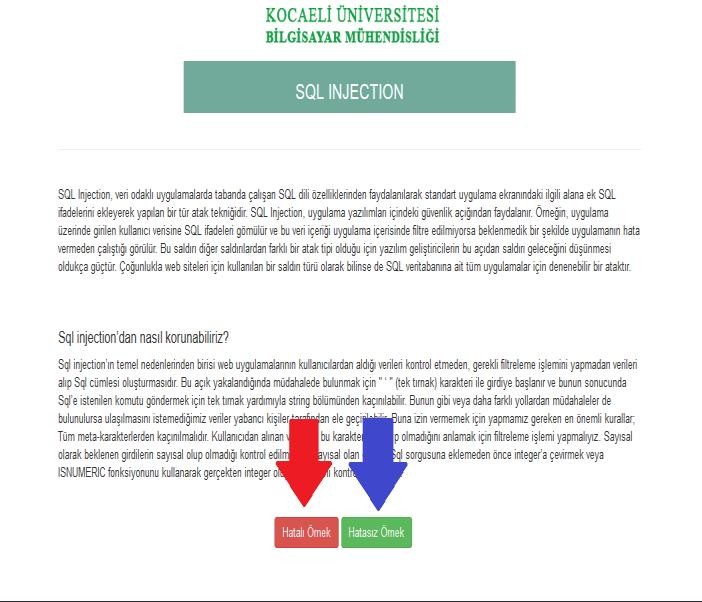 KOCAELİ ÜNİVERSİTESİ
BİLGİSAYAR MÜHENDİSLİĞİ
SQL INJECTION
SQL Injection, veri odaklı uygulamalarda tabanda çalışan SQL dili özelliklerinden faydalanılarak standart uygulama ekranındaki ilgili alana ek SQL
ifadelerini ekleyerek yapılan bir tür atak tekniğidir. SQL Injection, uygulama yazılımları içindeki güvenlik açığından faydalanır. Örneğin, uygulama
üzerinde girilen kullanıcı verisine SQL ifadeleri gömülür ve bu veri içeriği uygulama içerisinde filtre edilmiyorsa beklenmedik bir şekilde uygulamanın hata
vermeden çalıştığı görülür. Bu saldırı diğer saldırılardan farklı bir atak tipi olduğu için yazılım geliştiricilerin bu açıdan saldırı geleceğini düşünmesi
oldukça güçtür. Çoğunlukla web siteleri için kullanılan bir saldırı türü olarak bilinse de SQL veritabanına ait tüm uygulamalar için denenebilir bir ataktır.
Sql injection'dan nasıl korunabiliriz?
Sql injection'ın temel nedenlerinden birisi web uygulamalarının kullanıcılardan aldığı verileri kontrol etmeden, gerekli filtreleme işlemini yapmadan verileri
alıp Sql cümlesi oluşturmasıdır. Bu açık yakalandığında müdahalede bulunmak için " ' " (tek tırnak) karakteri ile girdiye başlanır ve bunun sonucunda
Sql'e istenilen komutu göndermek için tek tırnak yardımıyla string bölümünden kaçınılabilir. Bunun gibi veya daha farklı yollardan müdahaleler de
bulunulursa ulaşılmasını istemediğimiz veriler yabancı kişiler tarafından ele geçirilebilir. Buna izin vermemek için yapmamız gereken en önemli kurallar;
Tüm meta-karakterlerden kaçınılmalıdır. Kullanıcıdan alınan bu olmadığını anlamak için filtreleme işlemi yapmalıyız. Sayısal
olarak beklenen girdilerin sayısal olup olmadığı kontrol sayısal olan Sql sorgusuna eklemeden önce integer'a çevirmek veya
ISNUMERIC fonksiyonunu kullanarak gerçekten integer
Hatalı Örnek Hatasız Örnek